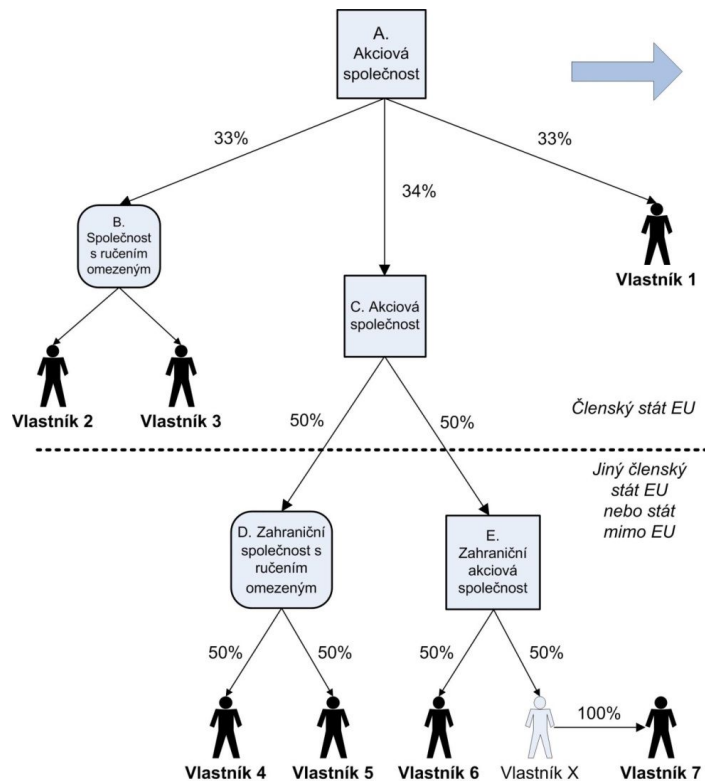 A.
Akciová
společnost
33%
34%
33%
B.
Společnost
s ručením
omezeným
Vlastník 1
C. Akciová
společnost
Vlastník 2
Vlastník 3
50%
50%
Členský stát EU
Jiný členský
stát EU
nebo stát
mimo EU
D. Zahraniční
společnost s
ručením
omezeným
E.
Zahraniční
akciová
společnost
50%
50%
50%
50%
100%
Vlastník 4
Vlastník 5
Vlastník 6
Vlastník X
Vlastník 7